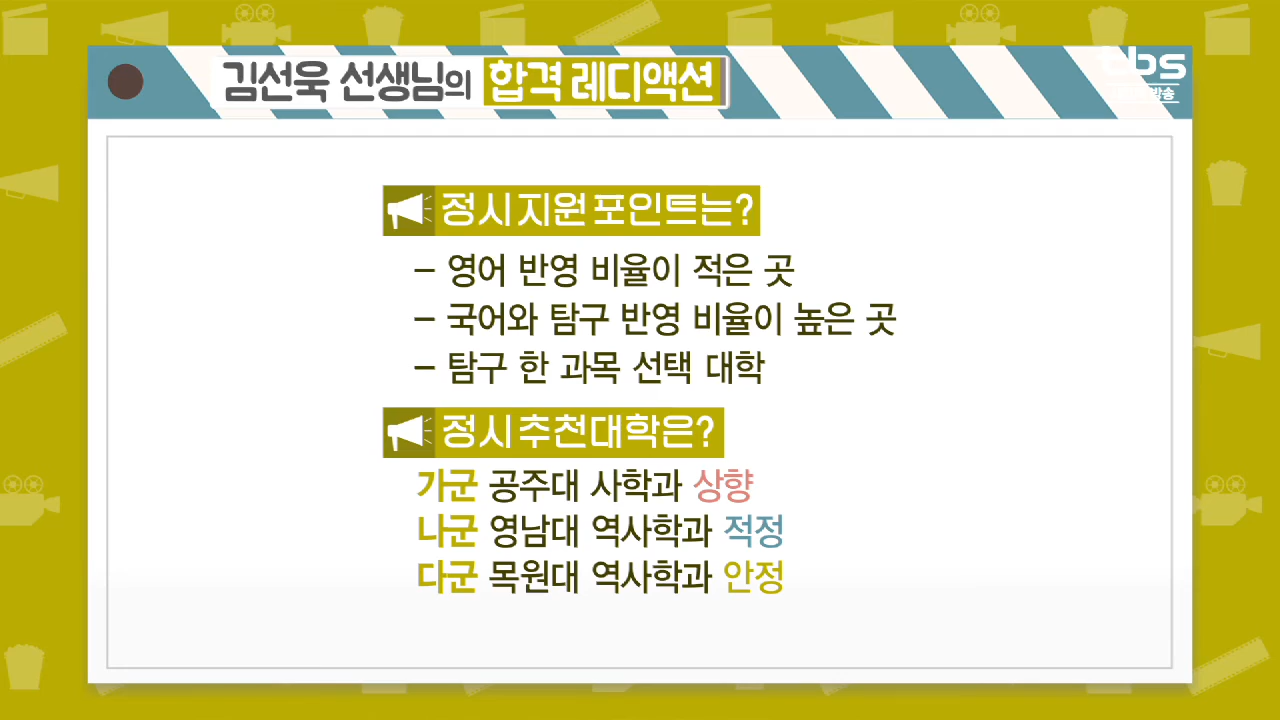 김선욱 선생님의 합격 레디액션
tbs
정시 지원 포인트는?
- 영어 반영 비율이 적은 곳
- 국어와 탐구 반영 비율이 높은 곳
- 탐구 한 과목 선택 대학
정시 추천 대학은?
가군 공주대 사학과 상향
나군 영남대 역사학과 적정
다군 목원대 역사학과 안정